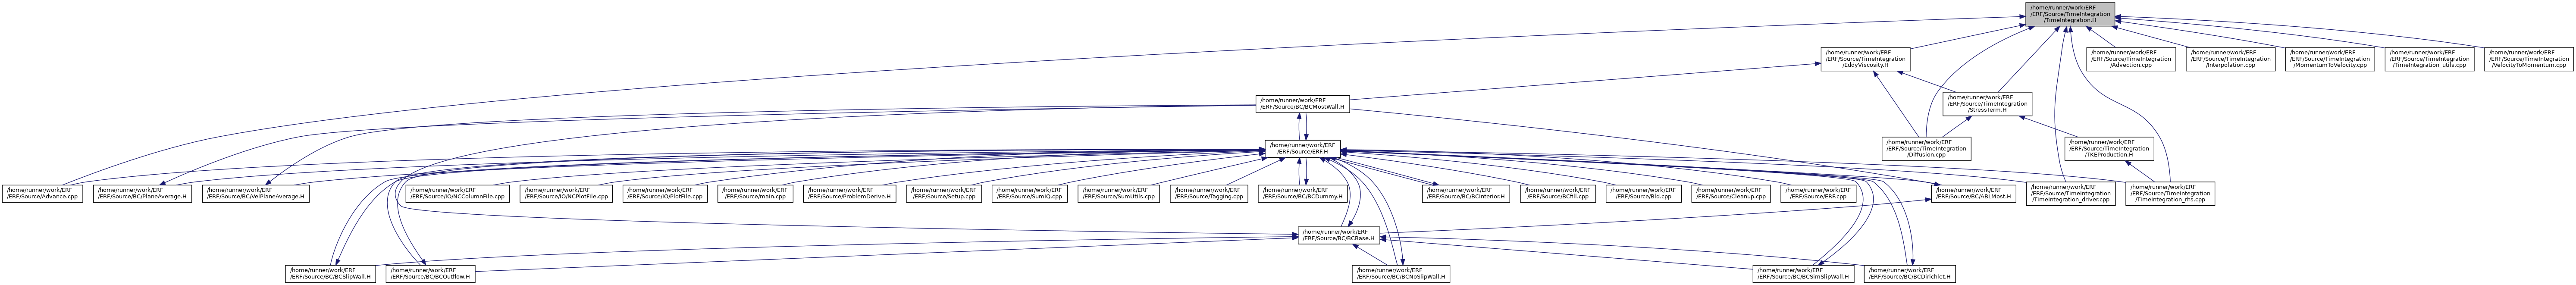 /home/runner/work/ERF
/ERF/Source/TimeIntegration
/TimeIntegration.H
/home/runner/work/ERF
/ERF/Source/TimeIntegration
/EddyViscosity.H
/home/runner/work/ERF
/ERF/Source/TimeIntegration
/Advection.cpp
/home/runner/work/ERF
/ERF/Source/TimeIntegration
/Interpolation.cpp
/home/runner/work/ERF
/ERF/Source/TimeIntegration
/MomentumToVelocity.cpp
/home/runner/work/ERF
/ERF/Source/TimeIntegration
/TimeIntegration_utils.cpp
/home/runner/work/ERF
/ERF/Source/TimeIntegration
/VelocityToMomentum.cpp
/home/runner/work/ERF
/ERF/Source/BC/BCMostWall.H
/home/runner/work/ERF
/ERF/Source/TimeIntegration
/StressTerm.H
/home/runner/work/ERF
/ERF/Source/ERF.H
/home/runner/work/ERF
/ERF/Source/TimeIntegration
/Diffusion.cpp
/home/runner/work/ERF
/ERF/Source/TimeIntegration
/TKEProduction.H
/home/runner/work/ERF
/ERF/Source/Advance.cpp
/home/runner/work/ERF
/ERF/Source/BC/PlaneAverage.H
/home/runner/work/ERF
/ERF/Source/BC/VelPlaneAverage.H
/home/runner/work/ERF
/ERF/Source/IO/NCColumnFile.cpp
/home/runner/work/ERF
/ERF/Source/IO/NCPlotFile.cpp
/home/runner/work/ERF
/ERF/Source/IO/PlotFile.cpp
/home/runner/work/ERF
/ERF/Source/main.cpp
/home/runner/work/ERF
/ERF/Source/ProblemDerive.H
/home/runner/work/ERF
/ERF/Source/Setup.cpp
/home/runner/work/ERF
/ERF/Source/SumIQ.cpp
/home/runner/work/ERF
/ERF/Source/SumUtils.cpp
/home/runner/work/ERF
/ERF/Source/Tagging.cpp
/home/runner/work/ERF
/ERF/Source/BC/BCDummy.H
/home/runner/work/ERF
/ERF/Source/BC/BCInterior.H
/home/runner/work/ERF
/ERF/Source/BCfill.cpp
/home/runner/work/ERF
/ERF/Source/Bld.cpp
/home/runner/work/ERF
/ERF/Source/Cleanup.cpp
/home/runner/work/ERF
/ERF/Source/ERF.cpp
/home/runner/work/ERF
/ERF/Source/BC/ABLMost.H
/home/runner/work/ERF
/ERF/Source/TimeIntegration
/TimeIntegration_driver.cpp
/home/runner/work/ERF
/ERF/Source/TimeIntegration
/TimeIntegration_rhs.cpp
/home/runner/work/ERF
/ERF/Source/BC/BCBase.H
/home/runner/work/ERF
/ERF/Source/BC/BCSlipWall.H
/home/runner/work/ERF
/ERF/Source/BC/BCOutflow.H
/home/runner/work/ERF
/ERF/Source/BC/BCNoSlipWall.H
/home/runner/work/ERF
/ERF/Source/BC/BCSimSlipWall.H
/home/runner/work/ERF
/ERF/Source/BC/BCDirichlet.H